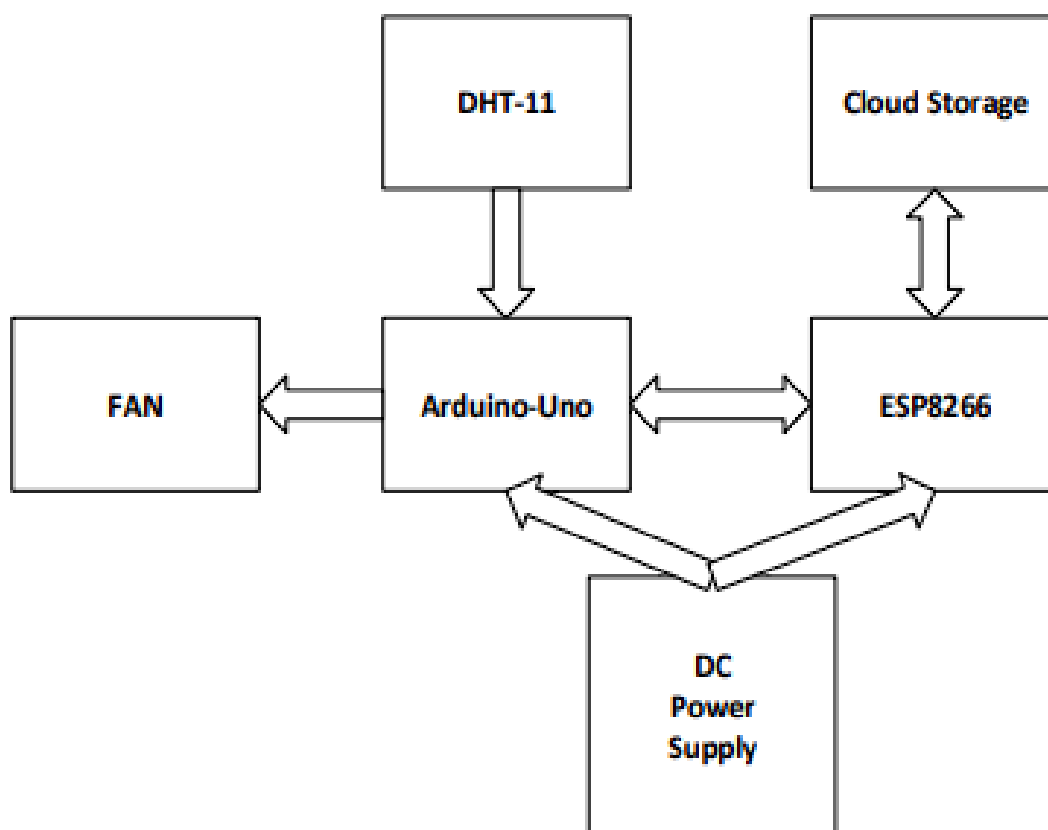 DHT-11
Cloud Storage
FAN
Arduino-Uno
ESP8266
DC
Power
Supply